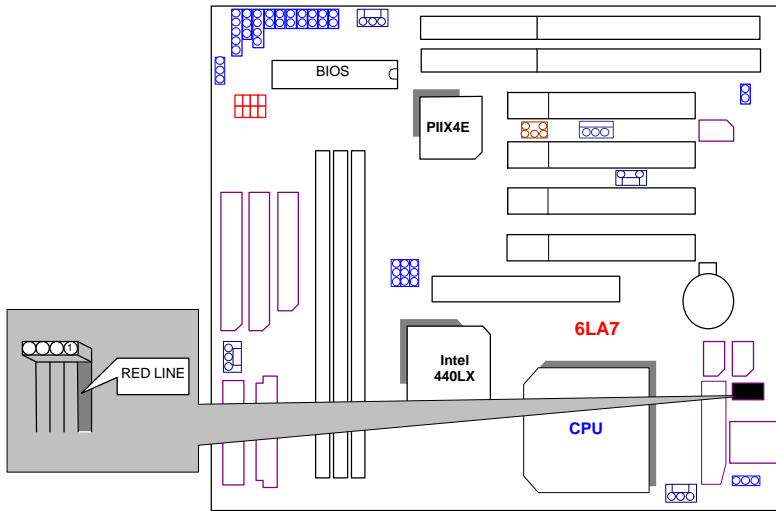 BIOS
PIIX4E
6LA7
1
RED LINE
Intel
440LX
CPU